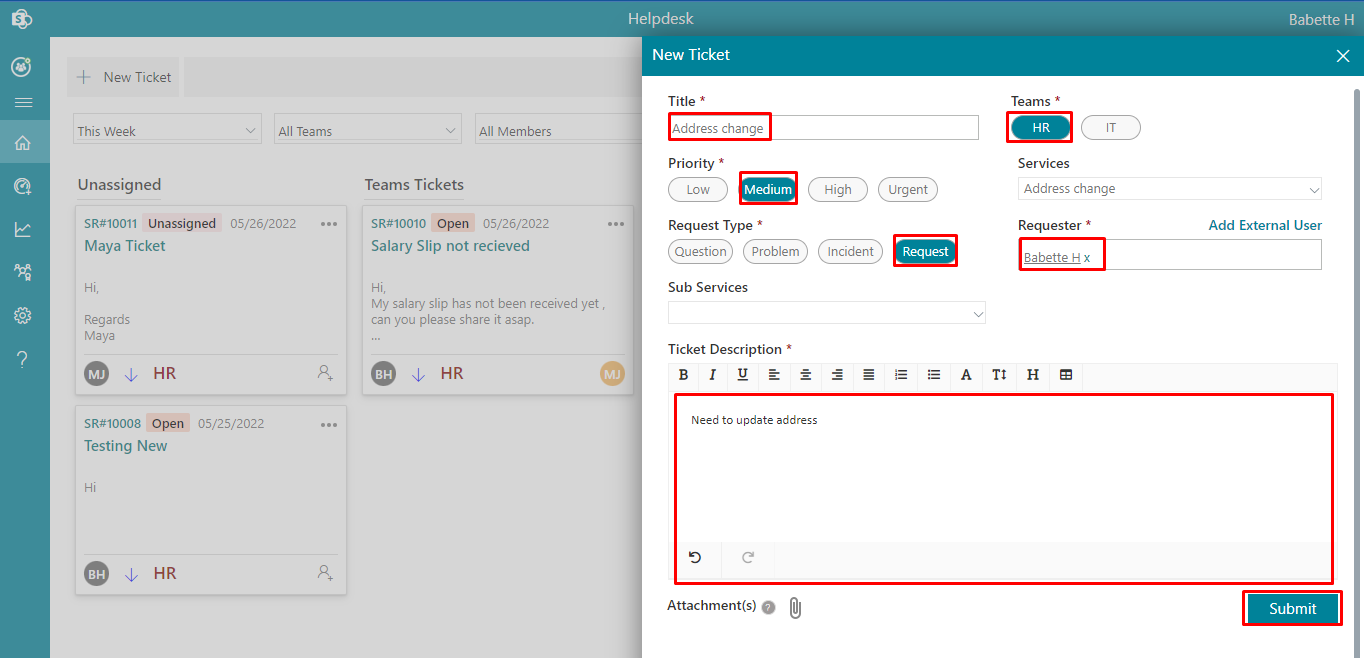 Helpdesk
Babette H
New Ticket
This Week
All Teams
All Members
Unassigned
SR#10011 Unassigned 05/26/2022
Maya Ticket
Hi,
Regards
Maya
MJ HR
SR#10008 Open 05/25/2022
Testing New
Hi
BH HR
Teams Tickets
SR#10010 Open 05/26/2022
Salary Slip not recieved
Hi,
My salary slip has not been received yet ,
can you please share it asap.
...
BH HR MJ
New Ticket
Title *
Address change
Teams *
HR IT
Priority *
Low Medium High Urgent
Services
Address change
Request Type *
Question Problem Incident Request
Requester * Add External User
Babette H x
Sub Services
Ticket Description *
B I U A T H
Need to update address
Attachment(s) ?
Submit